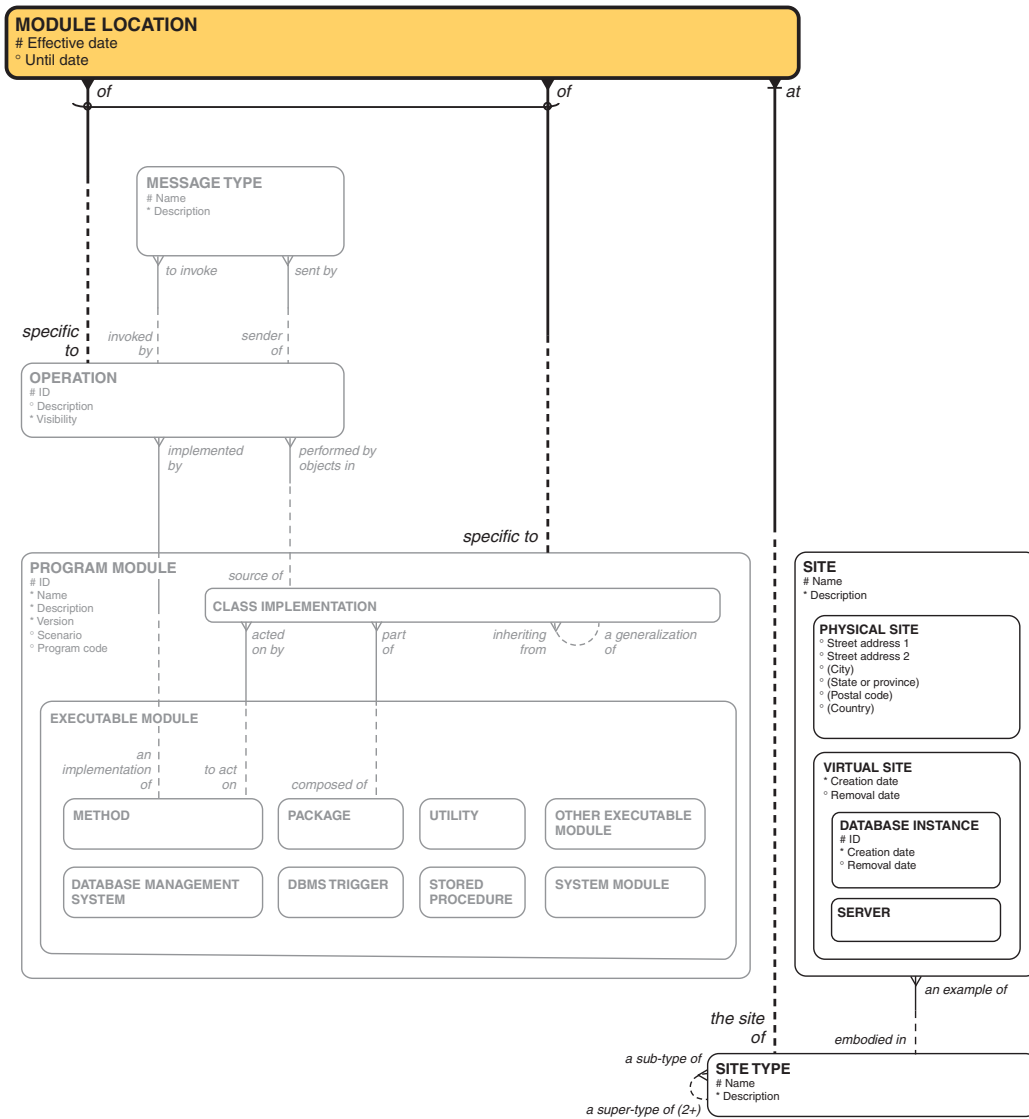 MODULE LOCATION
# Effective date
° Until date
of
of
at
MESSAGE TYPE
# Name
* Description
to invoke
sent by
specific
to
invoked
by
sender
of
OPERATION
# ID
° Description
* Visibility
implemented
by
performed by
objects in
specific to
PROGRAM MODULE
# ID
* Name
* Description
* Version
° Scenario
° Program code
source of
CLASS IMPLEMENTATION
acted
on by
part
of
inheriting
from
a generalization
of
EXECUTABLE MODULE
an
implementation
of
to act
on
composed of
METHOD
PACKAGE
UTILITY
OTHER EXECUTABLE
MODULE
DATABASE MANAGEMENT
SYSTEM
DBMS TRIGGER
STORED
PROCEDURE
SYSTEM MODULE
SITE
# Name
* Description
PHYSICAL SITE
° Street address 1
° Street address 2
° (City)
° (State or province)
° (Postal code)
° (Country)
VIRTUAL SITE
* Creation date
° Removal date
DATABASE INSTANCE
# ID
* Creation date
° Removal date
SERVER
an example of
the site
of
embodied in
a sub-type of
a super-type of (2+)
SITE TYPE
# Name
* Description